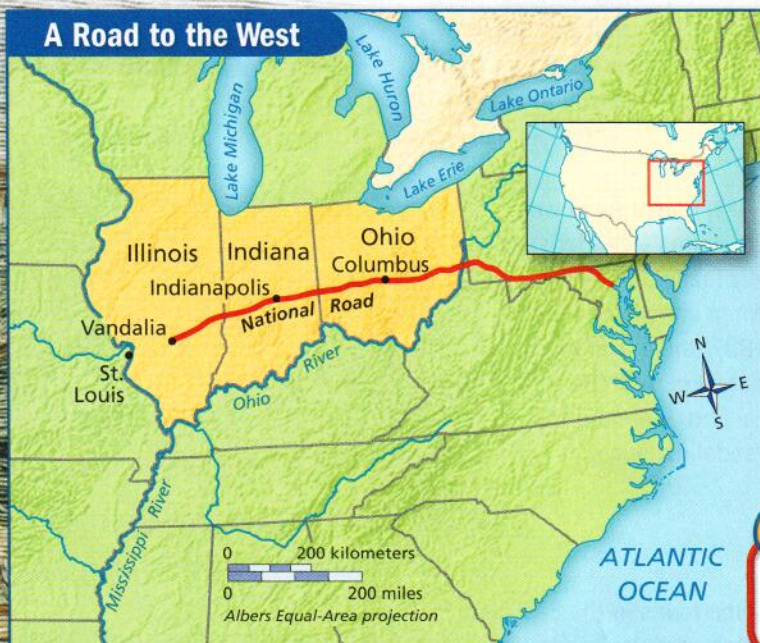 A Road to the West
Lake Michigan
Lake Huron
Lake Ontario
Lake Erie
Illinois
Indiana
Ohio
Columbus
Indianapolis
National Road
Vandalia
St.
Louis
Ohio River
Mississippi River
N
W
E
S
0 200 kilometers
0 200 miles
Albers Equal-Area projection
ATLANTIC
OCEAN